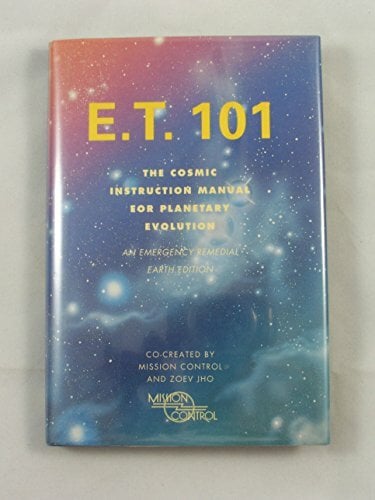 E.T. 101
THE COSMIC
INSTRUCTION MANUAL
FOR PLANETARY
EVOLUTION
AN EMERGENCY REMEDIAL
EARTH EDITION
CO-CREATED BY
MISSION CONTROL
AND ZOEV JHO
MISSION
CONTROL